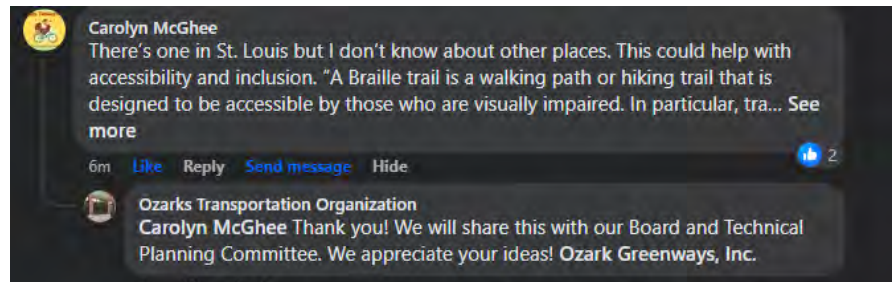 Carolyn McGhee
There's one in St. Louis but I don't know about other places. This could help with
accessibility and inclusion. "A Braille trail is a walking path or hiking trail that is
designed to be accessible by those who are visually impaired. In particular, tra... See
more
6m Like Reply Send message Hide
2
Ozarks Transportation Organization
Carolyn McGhee Thank you! We will share this with our Board and Technical
Planning Committee. We appreciate your ideas! Ozark Greenways, Inc.